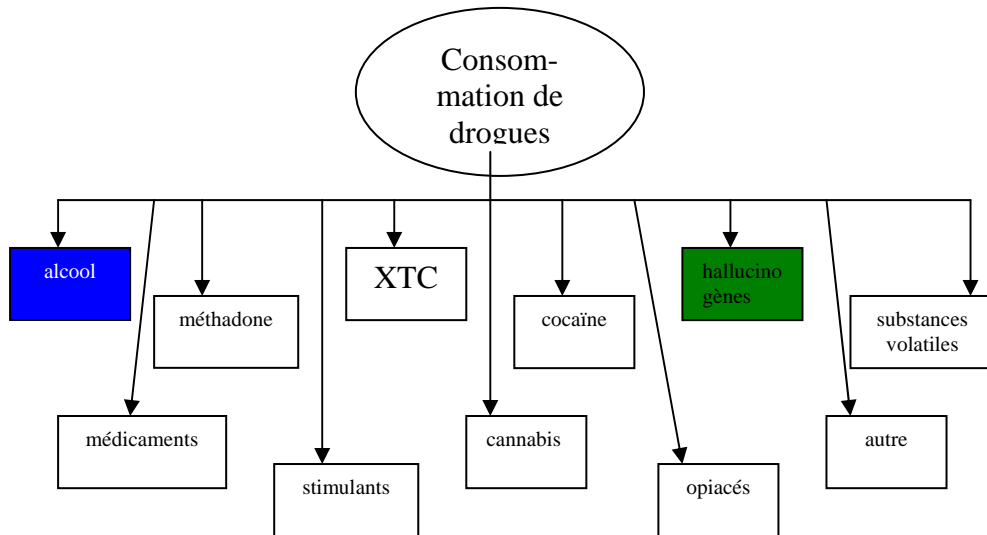 Consom-
mation de
drogues
alcool
XTC
hallucino
gènes
méthadone
cocaïne
substances
volatiles
médicaments
cannabis
autre
stimulants
opiacés